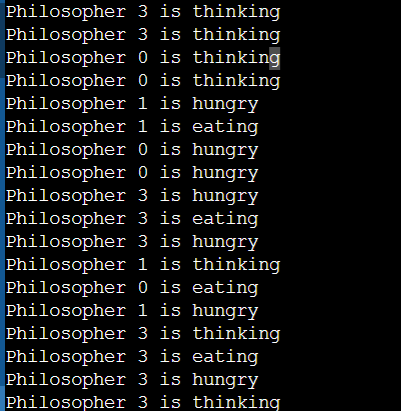 Philosopher 3 is thinking
Philosopher 3 is thinking
Philosopher 0 is thinking
Philosopher 0 is thinking
Philosopher 1 is hungry
Philosopher 1 is eating
Philosopher 0 is hungry
Philosopher 0 is hungry
Philosopher 3 is hungry
Philosopher 3 is eating
Philosopher 3 is hungry
Philosopher 1 is thinking
Philosopher 0 is eating
Philosopher 1 is hungry
Philosopher 3 is thinking
Philosopher 3 is eating
Philosopher 3 is hungry
Philosopher 3 is thinking